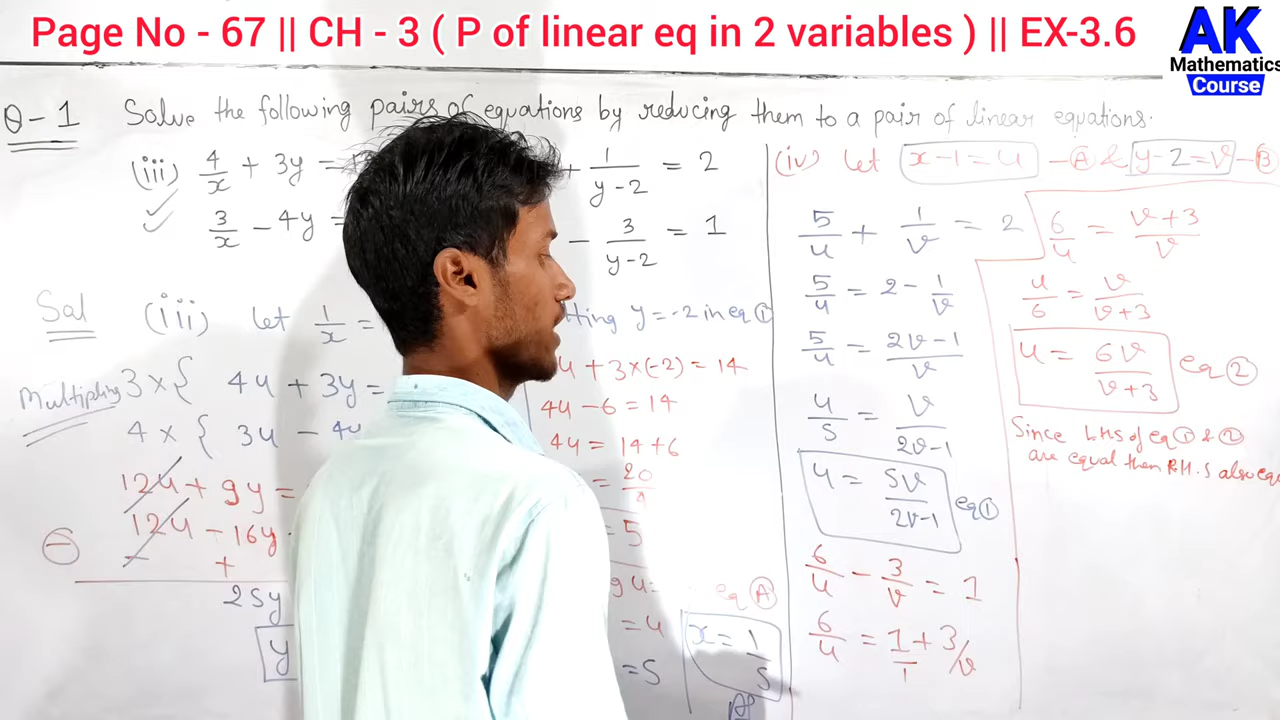 Page No - 67 || CH - 3 ( P of linear eq in 2 variables ) || EX-3.6
AK
Mathematics
Course
Q-1 Solve the following pairs of equations by reducing them to a pair of linear equations.
(iii) 4/x + 3y =
3/x - 4y =
+ 1/(y-2) = 2
- 3/(y-2) = 1
Sol (iii) let 1/x =
Multipling 3 × { 4u + 3y =
4 × { 3u - 4y
12u + 9y =
⊖ 12u - 16y
- +
25y
y
y = -2 in eq ①
u + 3×(-2) = 14
4u - 6 = 14
4u = 14+6
= 20/4
= 5
u = eq Ⓐ
= u
= 5
x = 1/5
(iv) let x-1 = u -Ⓐ & y-2 = v -Ⓑ
5/u + 1/v = 2
5/u = 2 - 1/v
5/u = (2v-1)/v
u/5 = v/(2v-1)
u = 5v/(2v-1) eq①
6/u - 3/v = 1
6/u = 1/1 + 3/v
6/u = (v+3)/v
u/6 = v/(v+3)
u = 6v/(v+3) eq②
Since LHS of eq ① & ②
are equal then R.H.S also